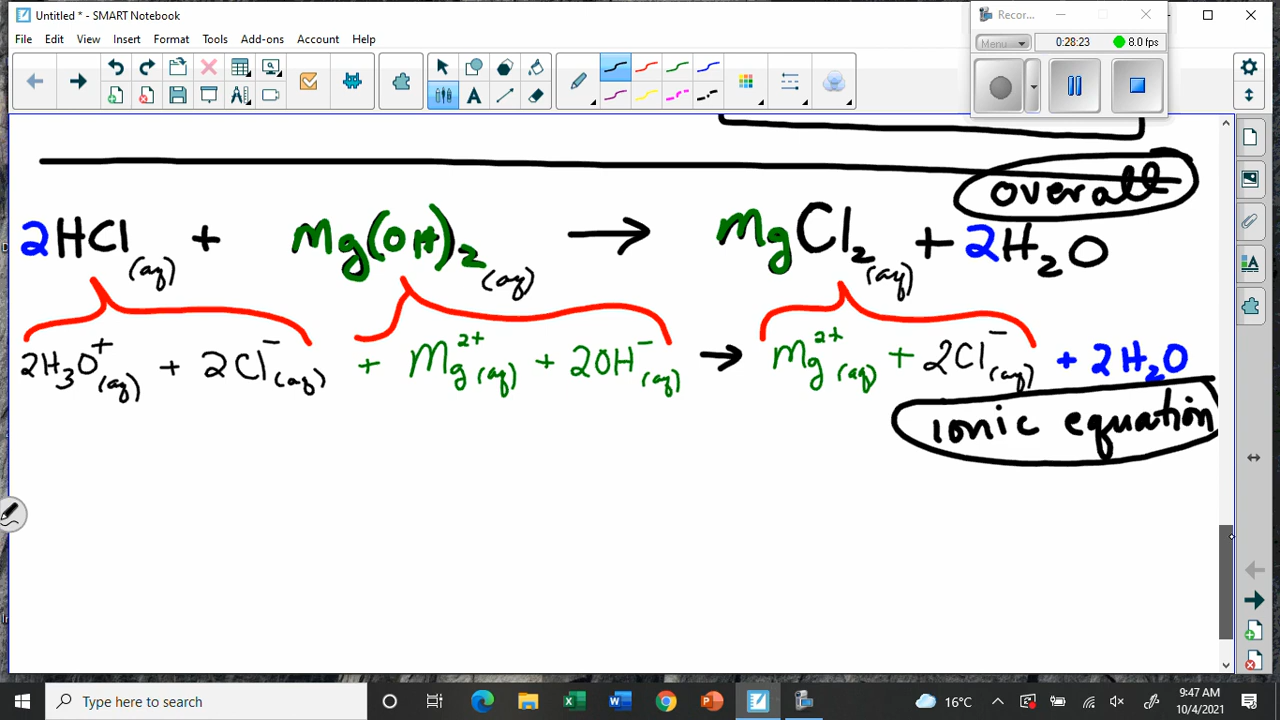 Untitled * - SMART Notebook
Recor...
File Edit View Insert Format Tools Add-ons Account Help
Menu 0:28:23 8.0 fps
overall
2HCl(aq) + Mg(OH)₂(aq) → MgCl₂(aq) + 2H₂O
2H₃O⁺(aq) + 2Cl⁻(aq) + Mg²⁺(aq) + 2OH⁻(aq) → Mg²⁺(aq) + 2Cl⁻(aq) + 2H₂O
ionic equation
Type here to search
16°C
9:47 AM
10/4/2021